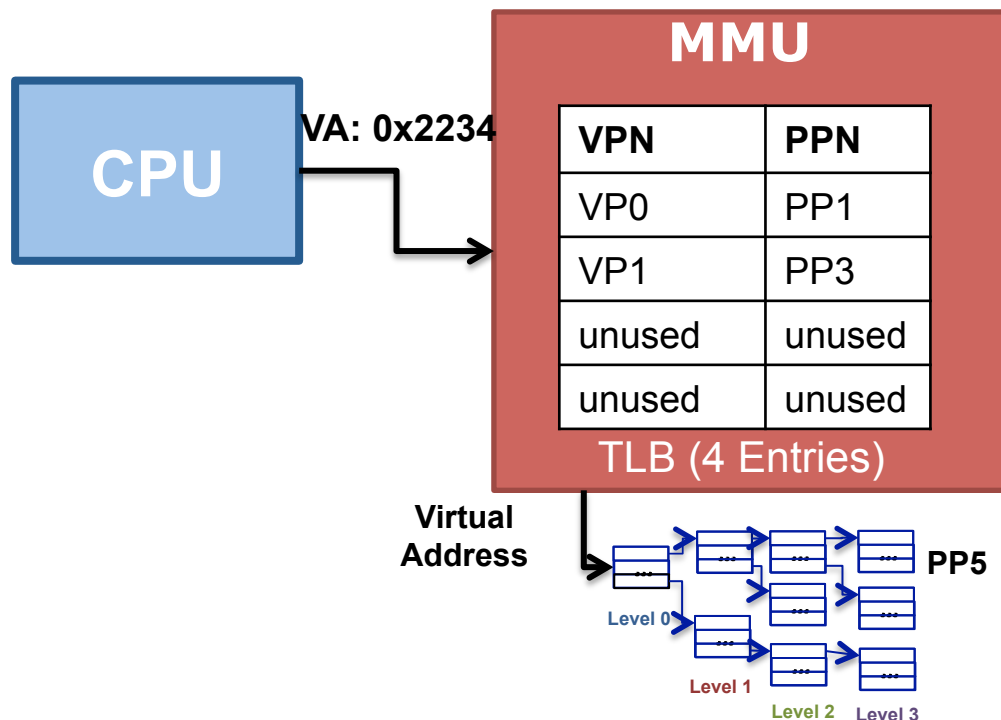 MMU
CPU
VA: 0x2234
VPN PPN
VP0 PP1
VP1 PP3
unused unused
unused unused
TLB (4 Entries)
Virtual
Address
PP5
Level 0
Level 1
Level 2
Level 3